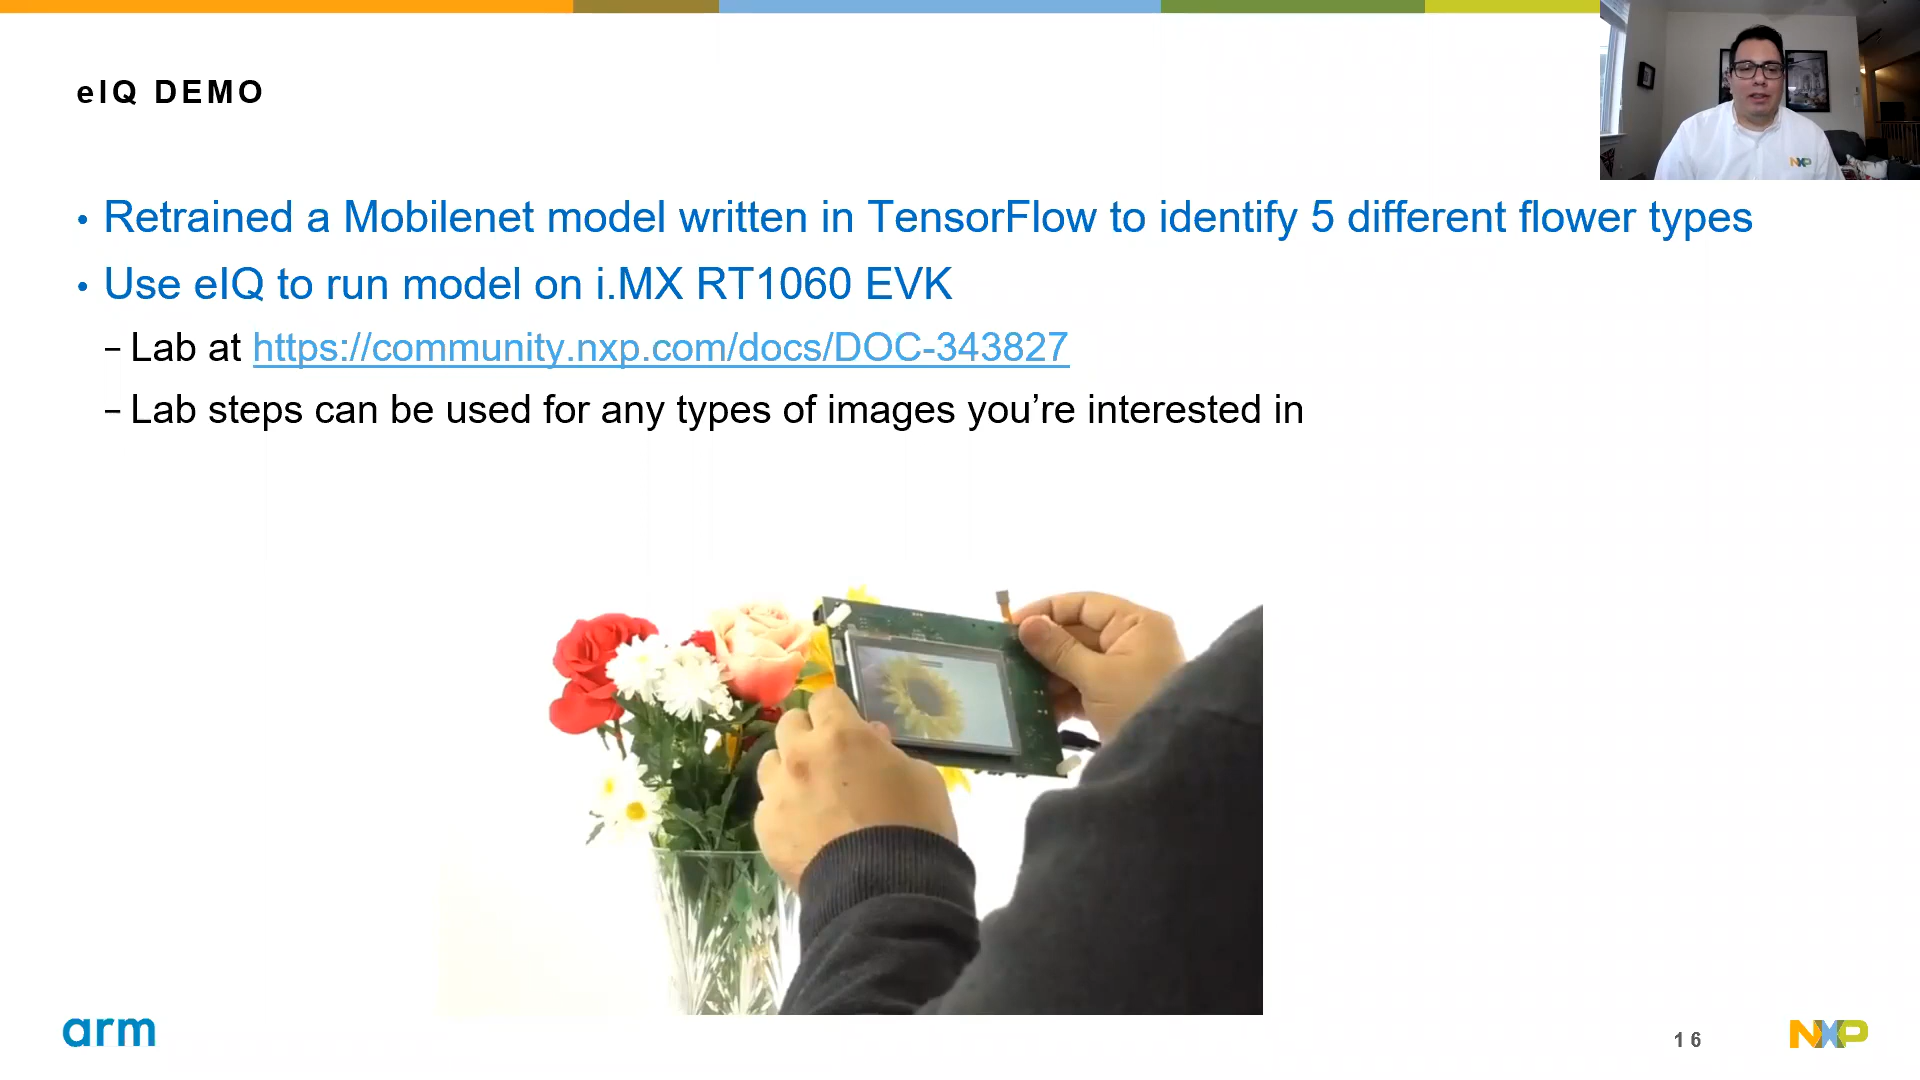 eIQ DEMO
• Retrained a Mobilenet model written in TensorFlow to identify 5 different flower types
• Use eIQ to run model on i.MX RT1060 EVK
– Lab at https://community.nxp.com/docs/DOC-343827
– Lab steps can be used for any types of images you’re interested in
NXP
arm
16
NXP